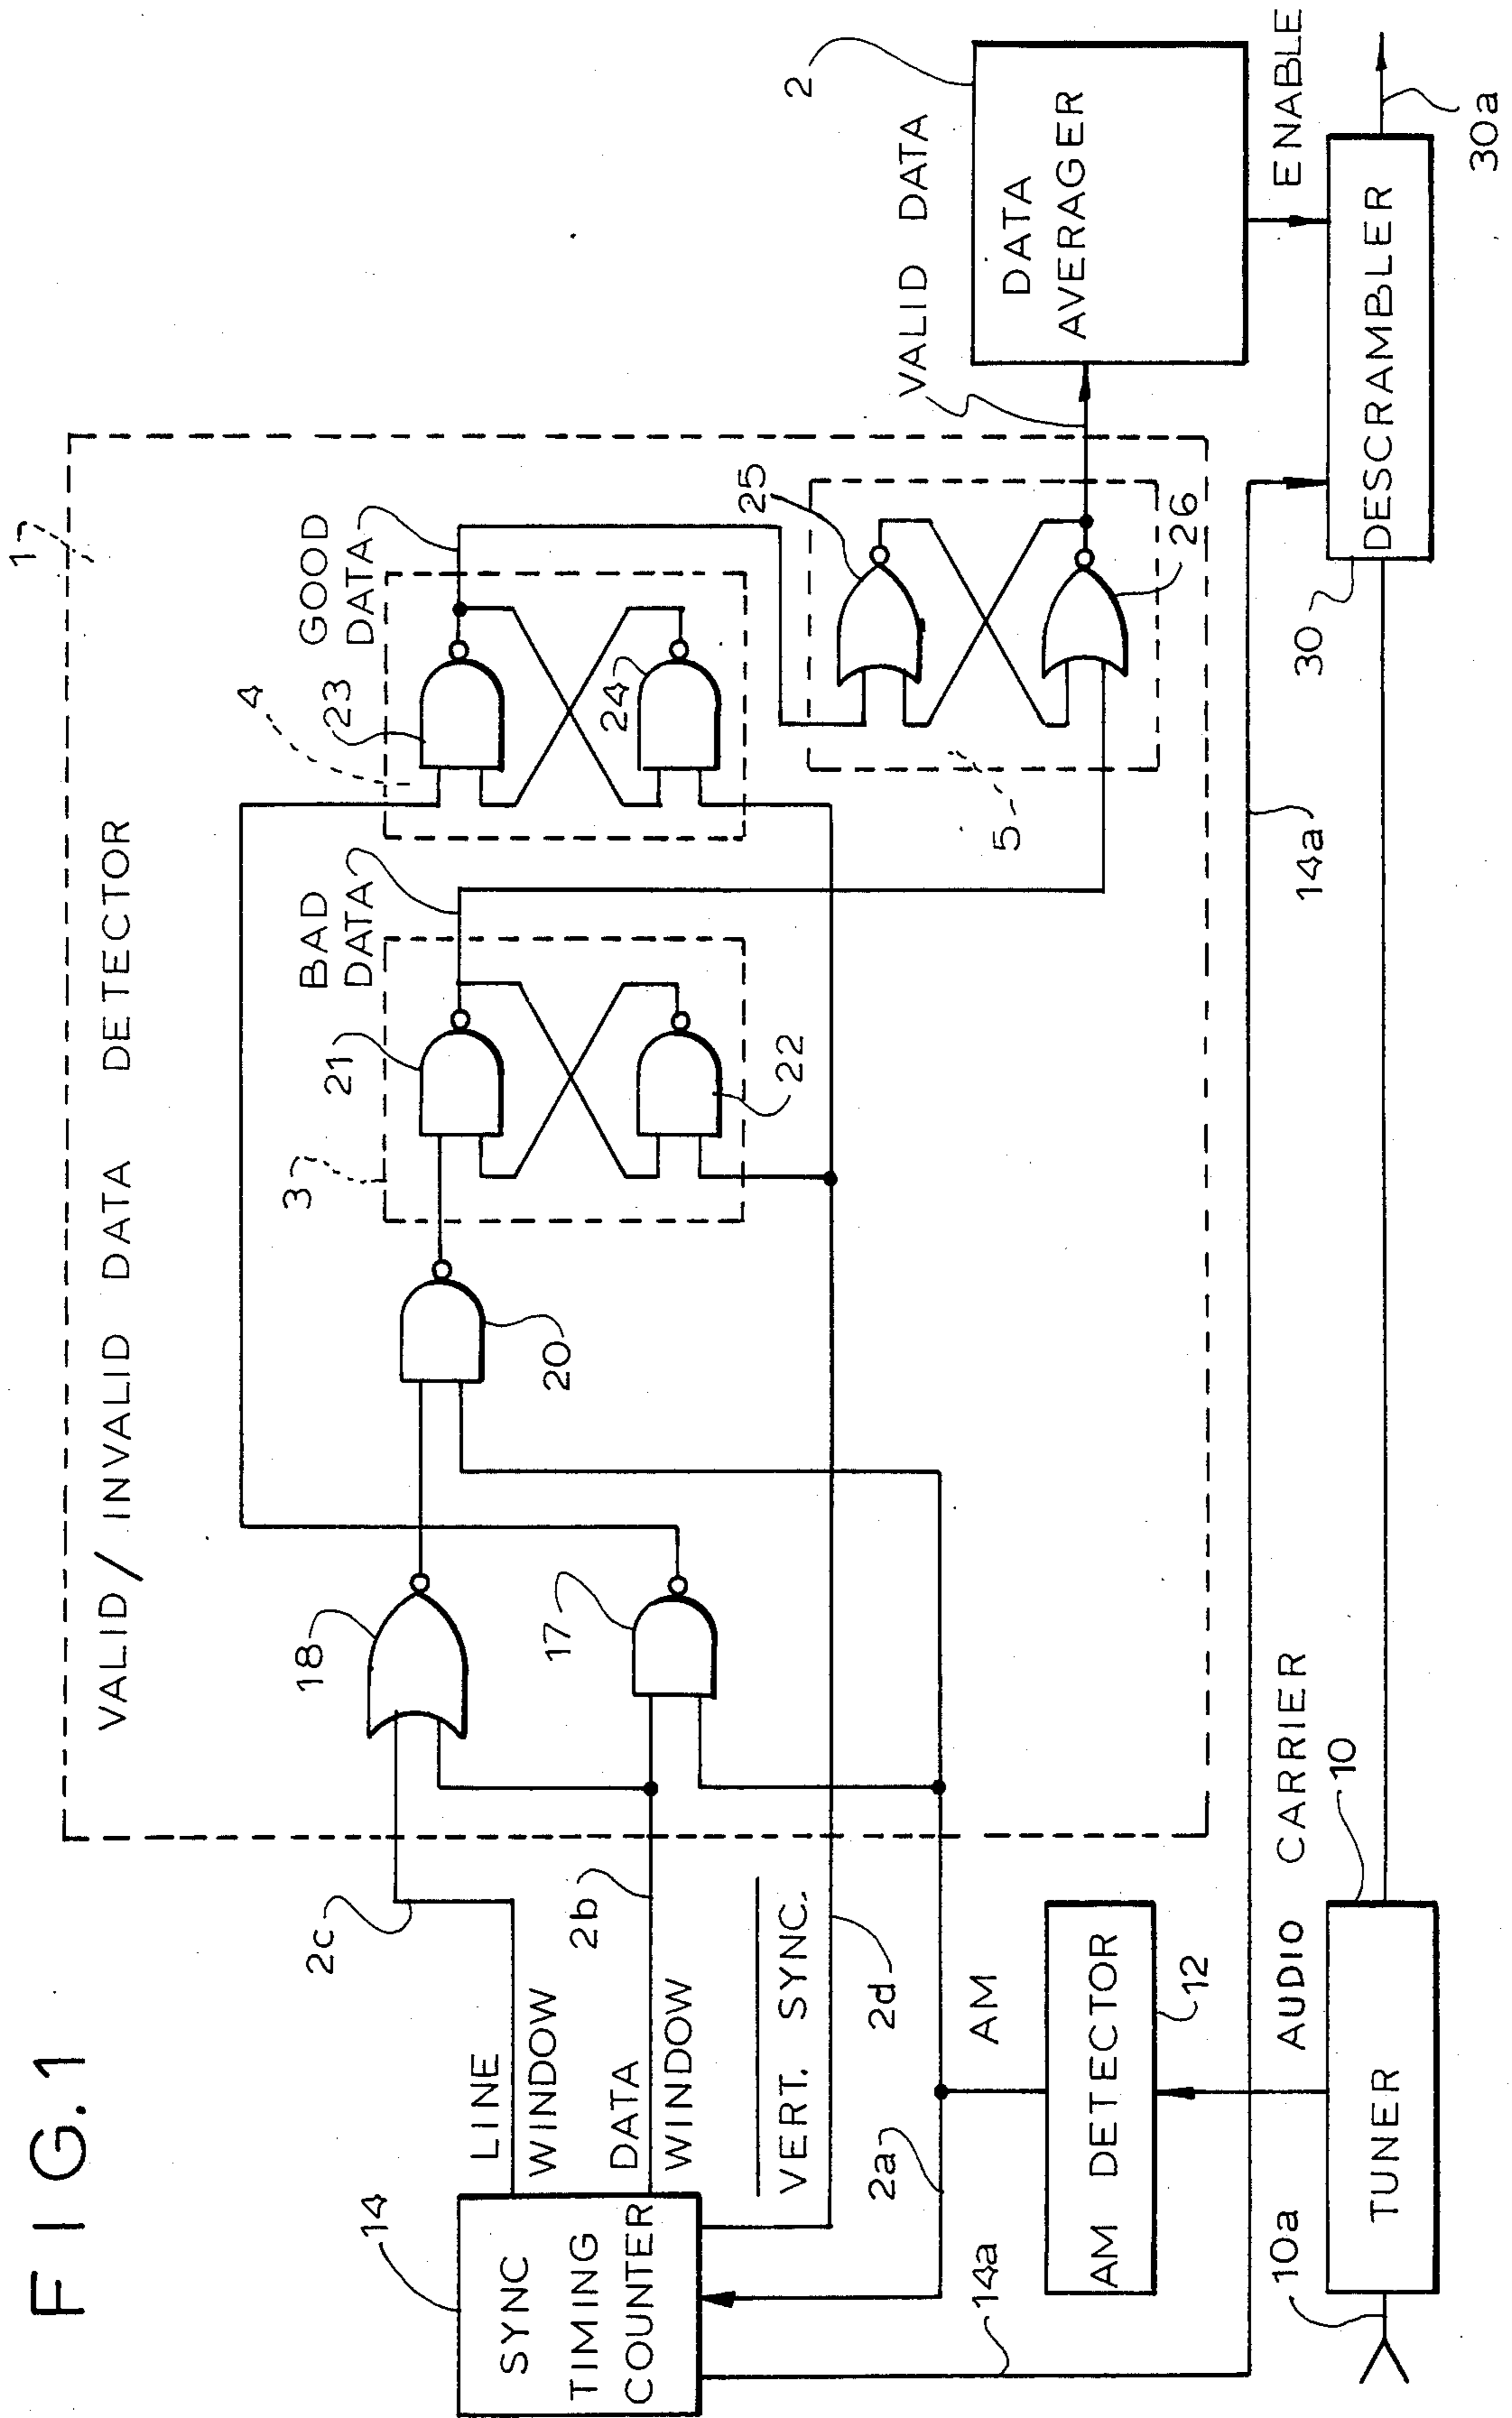 FIG.1
VALID/INVALID DATA DETECTOR
1
14
SYNC
TIMING
COUNTER
LINE
WINDOW
2c
DATA
WINDOW
2b
VERT. SYNC.
2d
2a
14a
AM
AM DETECTOR
12
AUDIO CARRIER
10
TUNER
10a
18
17
20
3
21
22
BAD
DATA
4
23
24
GOOD
DATA
5
25
26
VALID DATA
2
DATA
AVERAGER
ENABLE
14a
30
DESCRAMBLER
30a